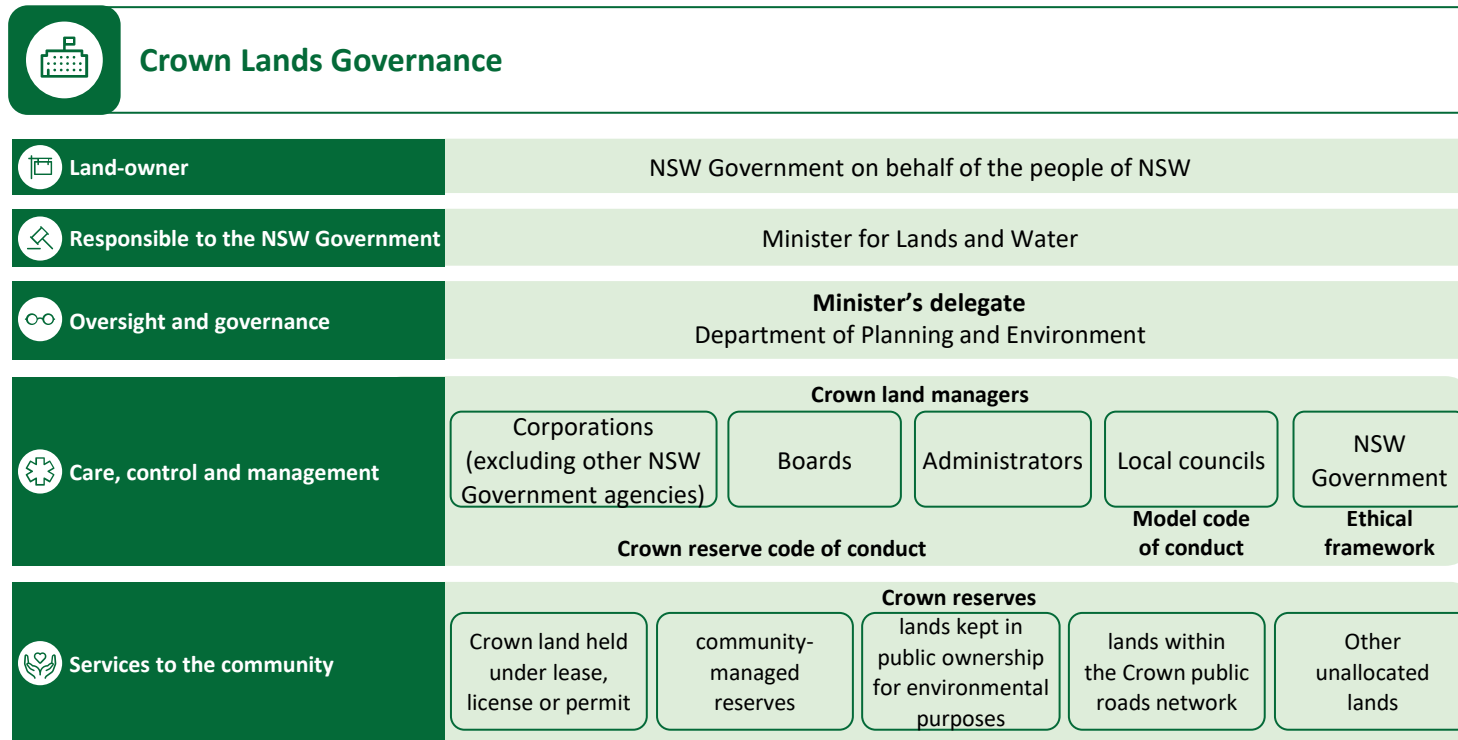 Crown Lands Governance
Land-owner
NSW Government on behalf of the people of NSW
Responsible to the NSW Government
Minister for Lands and Water
Oversight and governance
Minister’s delegate
Department of Planning and Environment
Care, control and management
Crown land managers
Corporations
(excluding other NSW
Government agencies)
Boards
Administrators
Local councils
NSW
Government
Crown reserve code of conduct
Model code
of conduct
Ethical
framework
Services to the community
Crown reserves
Crown land held
under lease,
license or permit
community-
managed
reserves
lands kept in
public ownership
for environmental
purposes
lands within
the Crown public
roads network
Other
unallocated
lands